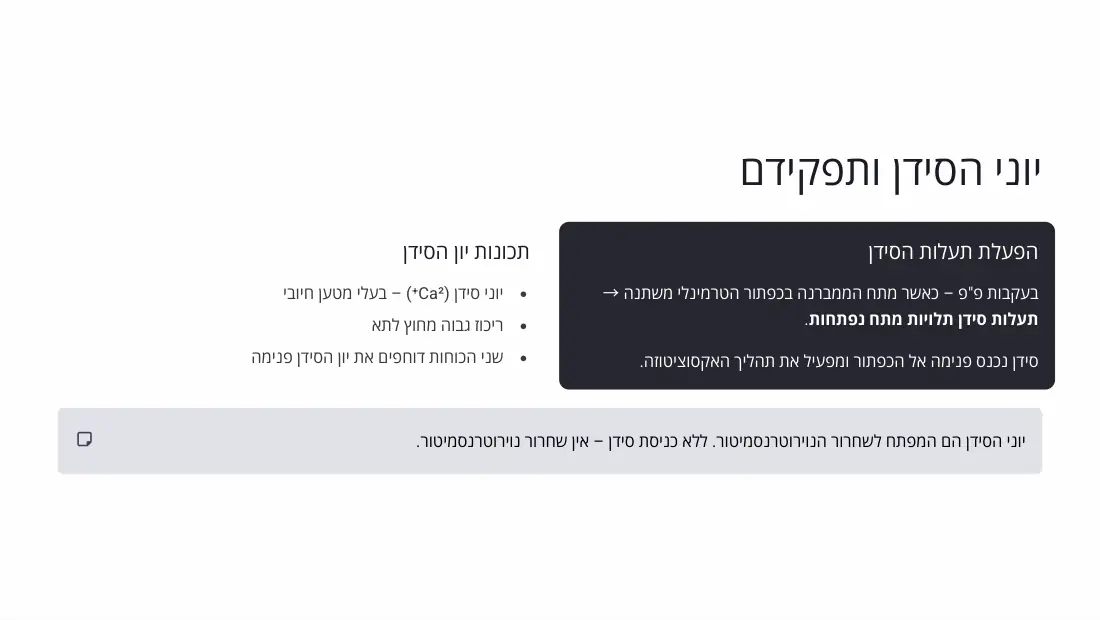 יוני הסידן ותפקידם
הפעלת תעלות הסידן
בעקבות פ"פ – כאשר מתח הממברנה בכפתור הטרמינלי משתנה →
תעלות סידן תלויות מתח נפתחות.
סידן נכנס פנימה אל הכפתור ומפעיל את תהליך האקסוציטוזה.
תכונות יון הסידן
• יוני סידן (Ca²⁺) – בעלי מטען חיובי
• ריכוז גבוה מחוץ לתא
• שני הכוחות דוחפים את יון הסידן פנימה
יוני הסידן הם המפתח לשחרור הנוירוטרנסמיטור. ללא כניסת סידן – אין שחרור נוירוטרנסמיטור.